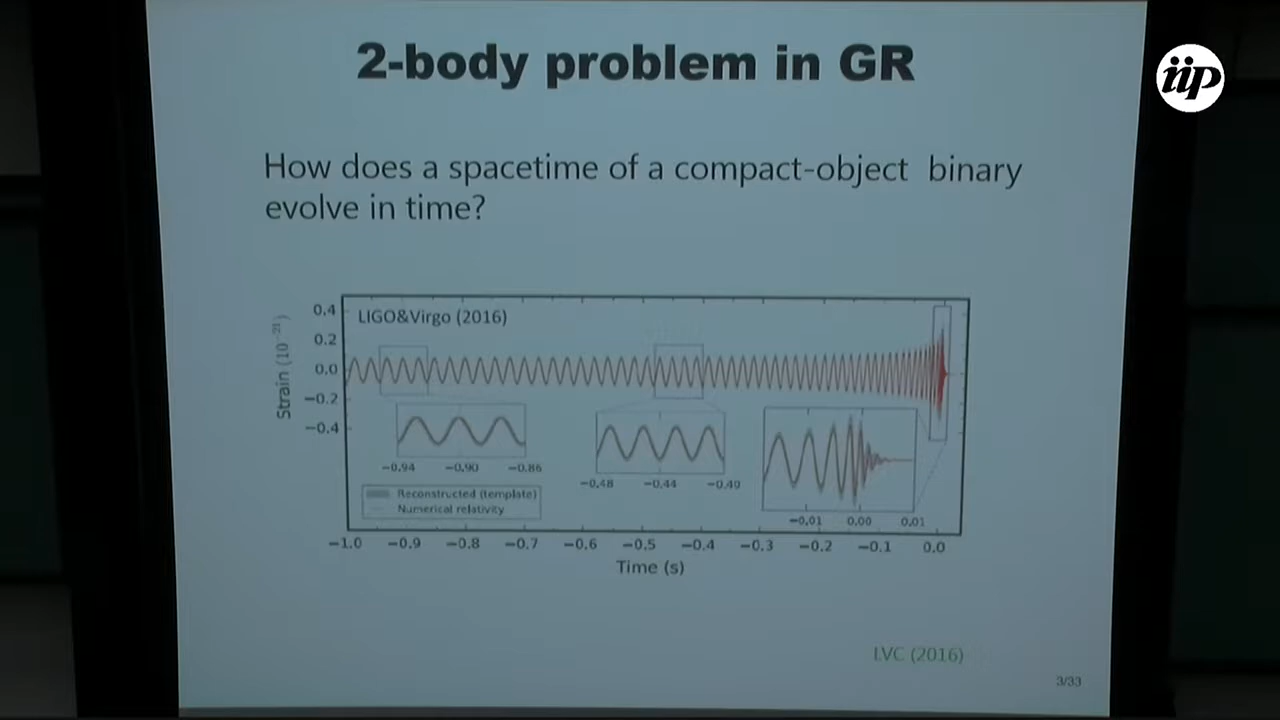 2-body problem in GR
iip
How does a spacetime of a compact-object binary
evolve in time?
LIGO&Virgo (2016)
Strain (10⁻²¹)
0.4
0.2
0.0
−0.2
−0.4
−0.94 −0.90 −0.86
−0.48 −0.44 −0.40
−0.01 0.00 0.01
Reconstructed (template)
Numerical relativity
−1.0 −0.9 −0.8 −0.7 −0.6 −0.5 −0.4 −0.3 −0.2 −0.1 0.0
Time (s)
LVC (2016)
3/33